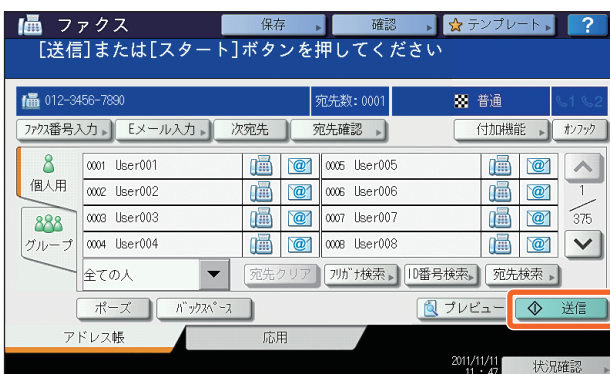 ファクス 保存 確認 テンプレート ?
[送信]または[スタート]ボタンを押してください
012-3456-7890 宛先数:0001 普通 1 2
ファクス番号入力 Eメール入力 次宛先 宛先確認 付加機能 オンフック
個人用
グループ
0001 User001 0005 User005
0002 User002 0006 User006
0003 User003 0007 User007
0004 User004 0008 User008
1
375
全ての人 宛先クリア フリガナ検索 ID番号検索 宛先検索
ポーズ バックスペース プレビュー 送信
アドレス帳 応用
2011/11/11
11:47 状況確認